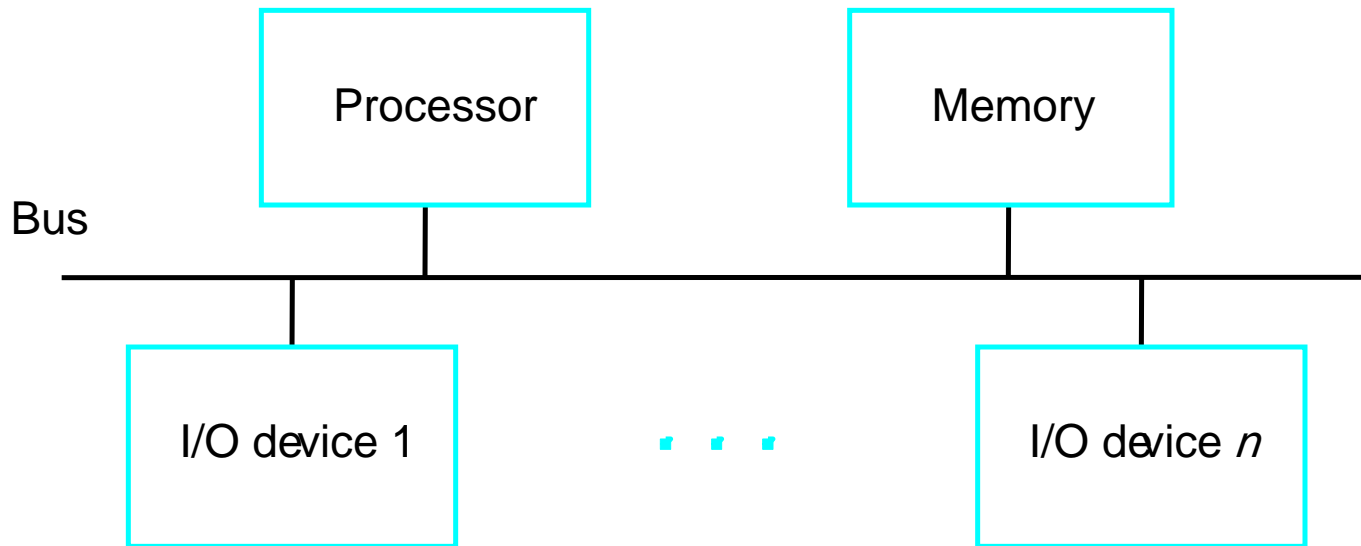 Processor
Memory
Bus
I/O device 1
I/O device n